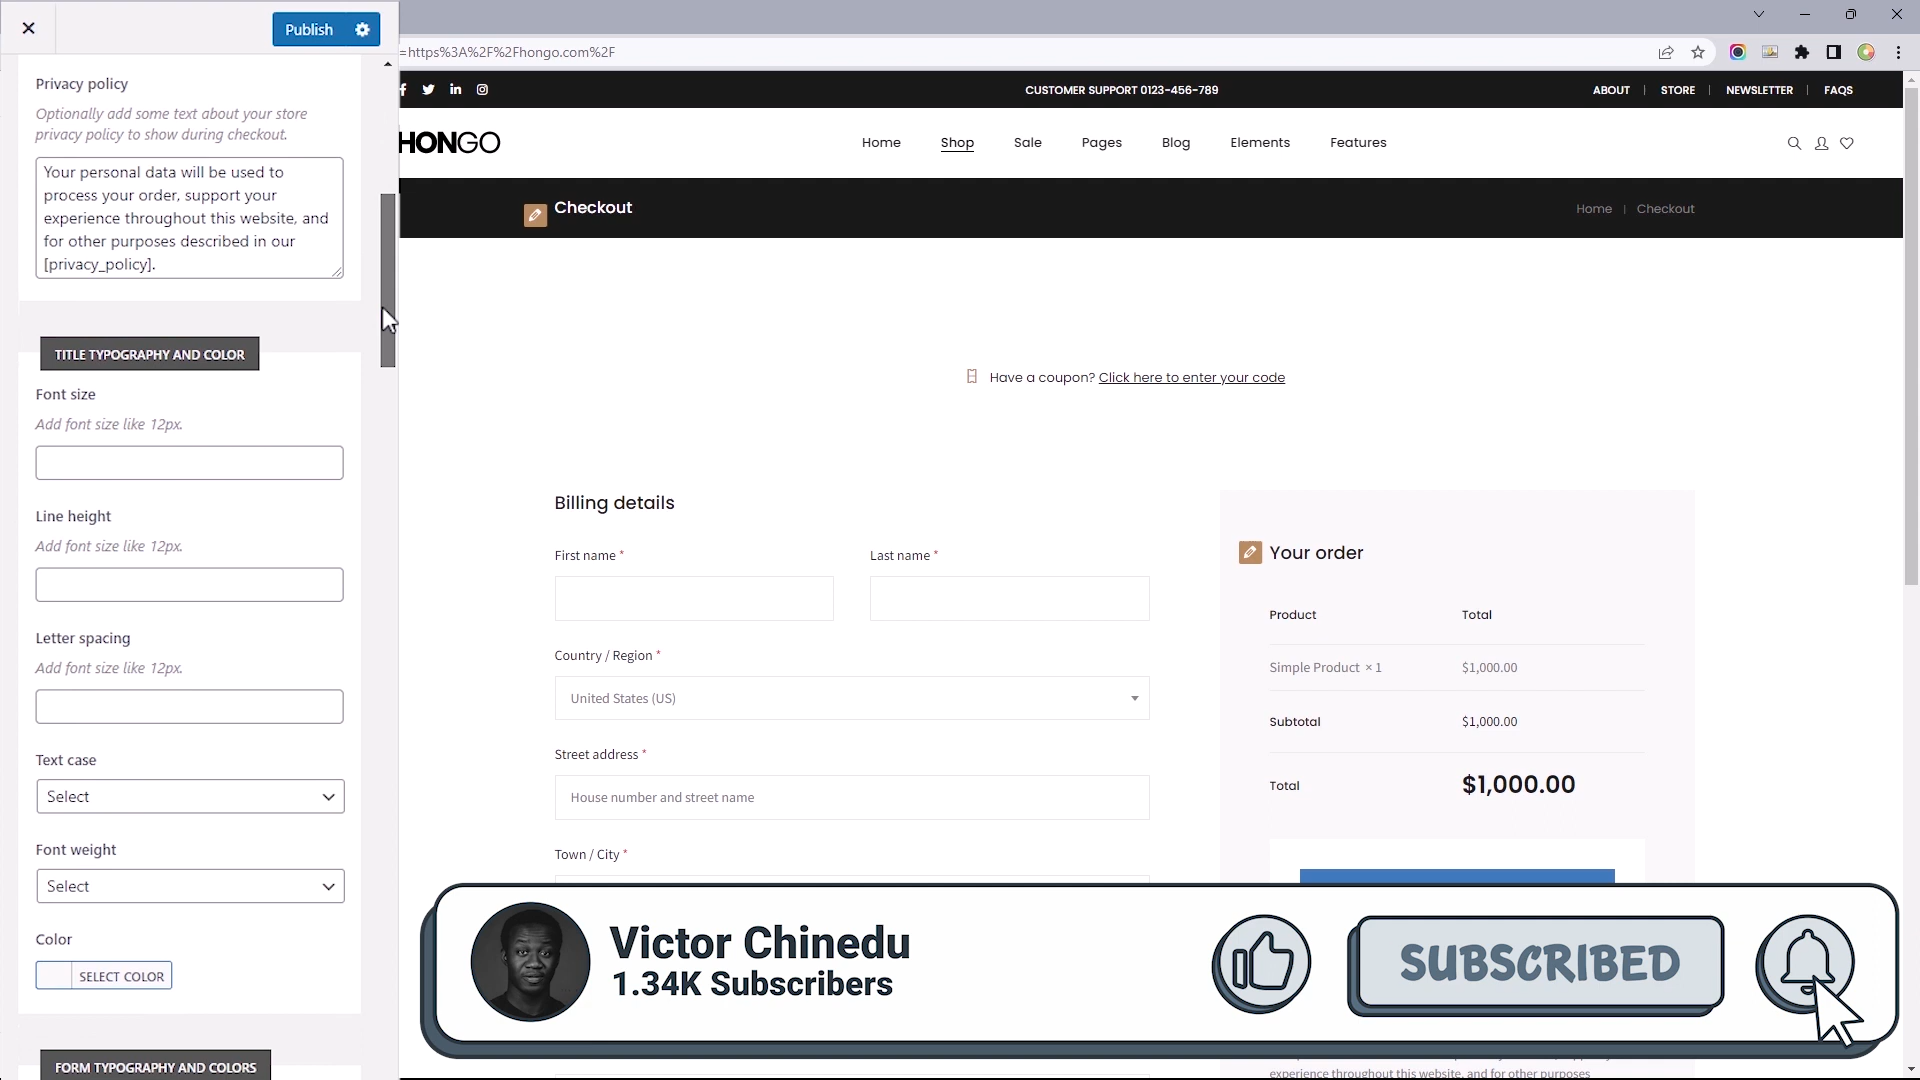 Publish
=https%3A%2F%2Fhongo.com%2F
Privacy policy
Optionally add some text about your store
privacy policy to show during checkout.
Your personal data will be used to
process your order, support your
experience throughout this website, and
for other purposes described in our
[privacy_policy].
TITLE TYPOGRAPHY AND COLOR
Font size
Add font size like 12px.
Line height
Add font size like 12px.
Letter spacing
Add font size like 12px.
Text case
Select
Font weight
Select
Color
SELECT COLOR
FORM TYPOGRAPHY AND COLORS
CUSTOMER SUPPORT 0123-456-789
ABOUT | STORE | NEWSLETTER | FAQS
HONGO
Home Shop Sale Pages Blog Elements Features
Checkout
Home | Checkout
Have a coupon? Click here to enter your code
Billing details
First name *
Last name *
Country / Region *
United States (US)
Street address *
House number and street name
Town / City *
Your order
Product Total
Simple Product × 1 $1,000.00
Subtotal $1,000.00
Total $1,000.00
Victor Chinedu
1.34K Subscribers
SUBSCRIBED
experience throughout this website, and for other purposes